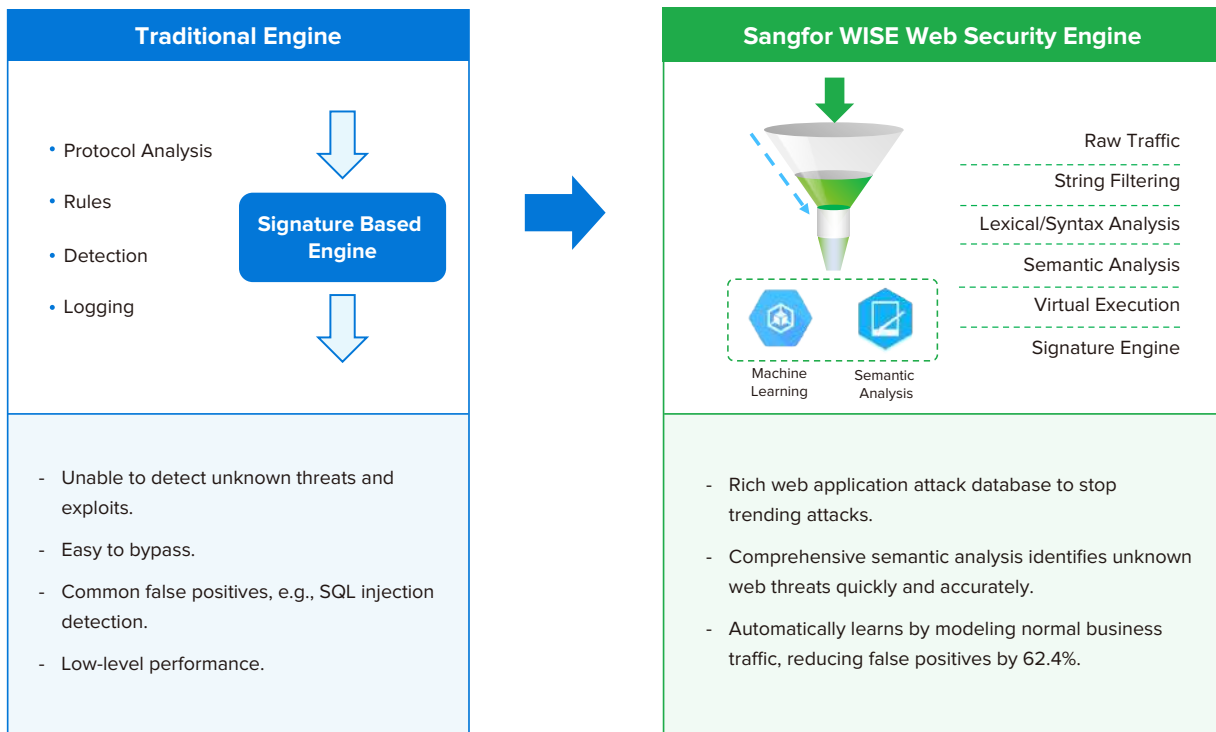 Traditional Engine
• Protocol Analysis
• Rules
• Detection
• Logging
Signature Based
Engine
- Unable to detect unknown threats and
exploits.
- Easy to bypass.
- Common false positives, e.g., SQL injection
detection.
- Low-level performance.
Sangfor WISE Web Security Engine
Raw Traffic
String Filtering
Lexical/Syntax Analysis
Semantic Analysis
Virtual Execution
Signature Engine
Machine
Learning
Semantic
Analysis
- Rich web application attack database to stop
trending attacks.
- Comprehensive semantic analysis identifies unknown
web threats quickly and accurately.
- Automatically learns by modeling normal business
traffic, reducing false positives by 62.4%.